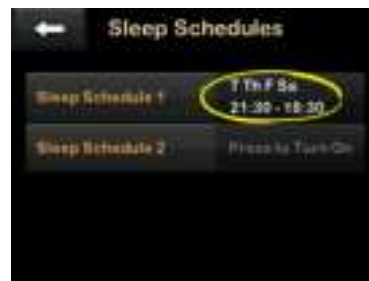 Sleep Schedules
Sleep Schedule 1
T Th F Sa
21:30 - 18:30
Sleep Schedule 2
Press to Turn On